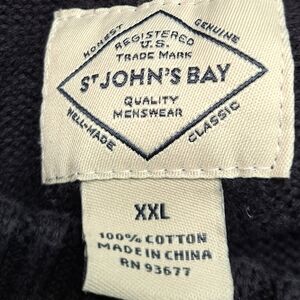 HONEST
GENUINE
REGISTERED
U.S.
TRADE MARK
ST JOHN'S BAY
QUALITY
MENSWEAR
WELL-MADE
CLASSIC
XXL
100% COTTON
MADE IN CHINA
RN 93677